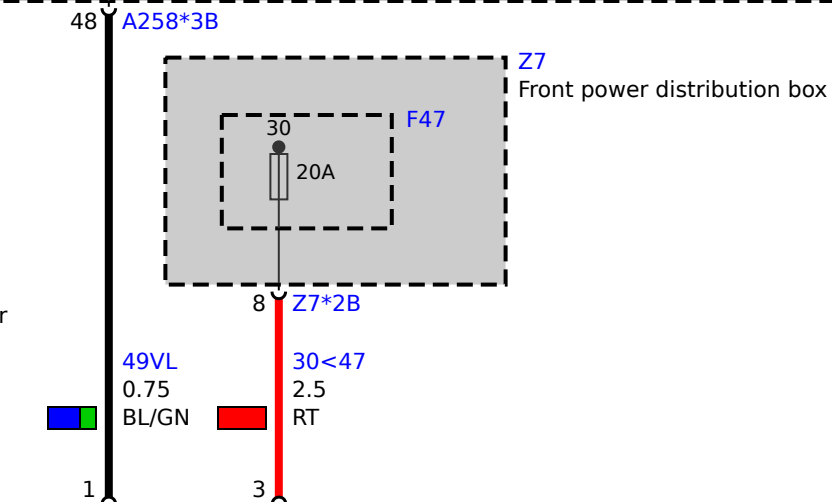 48 A258*3B
Z7
Front power distribution box
F47
30
20A
8 Z7*2B
r
49VL
0.75
BL/GN
30<47
2.5
RT
1
3